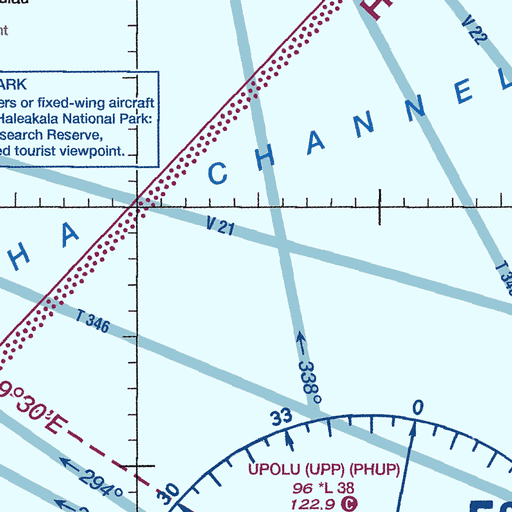 ARK
ers or fixed-wing aircraft
Haleakala National Park:
search Reserve,
ed tourist viewpoint.
V 22
H A
C H A N N E L
V 21
T 346
9°30'E
338°
294°
33
0
30
UPOLU (UPP) (PHUP)
96 *L 38
122.9 C